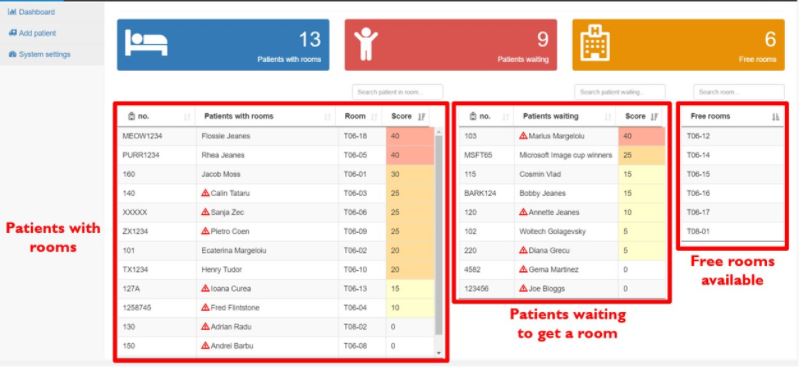 Dashboard
Add patient
System settings
13
Patients with rooms
9
Patients waiting
6
Free rooms
Search patient in room...
Search patient waiting...
Search room...
no. Patients with rooms Room Score
MEOW1234 Flossie Jeanes T06-18 40
PURR1234 Rhea Jeanes T06-05 40
160 Jacob Moss T06-01 30
140 Calin Tataru T06-03 25
XXXXX Sanja Zec T06-06 25
ZX1234 Pietro Coen T06-09 25
101 Ecaterina Margeloiu T06-02 20
TX1234 Henry Tudor T06-10 20
127A Ioana Curea T06-13 15
1258745 Fred Flintstone T06-04 10
130 Adrian Radu T08-02 0
150 Andrei Barbu T06-08 0
no. Patients waiting Score
103 Marius Margeloiu 40
MSFT65 Microsoft Image cup winners 25
115 Cosmin Vlad 15
BARK124 Bobby Jeanes 15
120 Annette Jeanes 10
102 Woitech Golagevsky 5
220 Diana Grecu 5
4582 Gema Martinez 0
123456 Joe Bloggs 0
Free rooms
T06-12
T06-14
T06-15
T06-16
T06-17
T08-01
Patients with
rooms
Patients waiting
to get a room
Free rooms
available